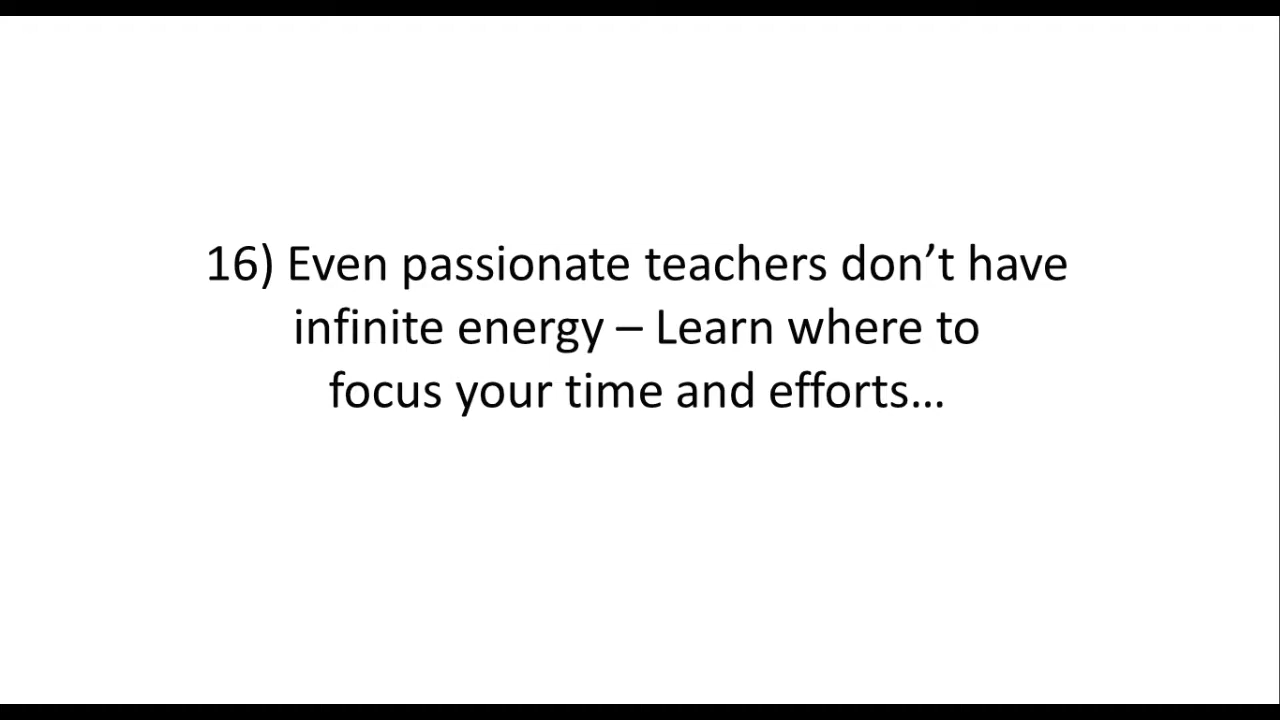 16) Even passionate teachers don’t have
infinite energy – Learn where to
focus your time and efforts…